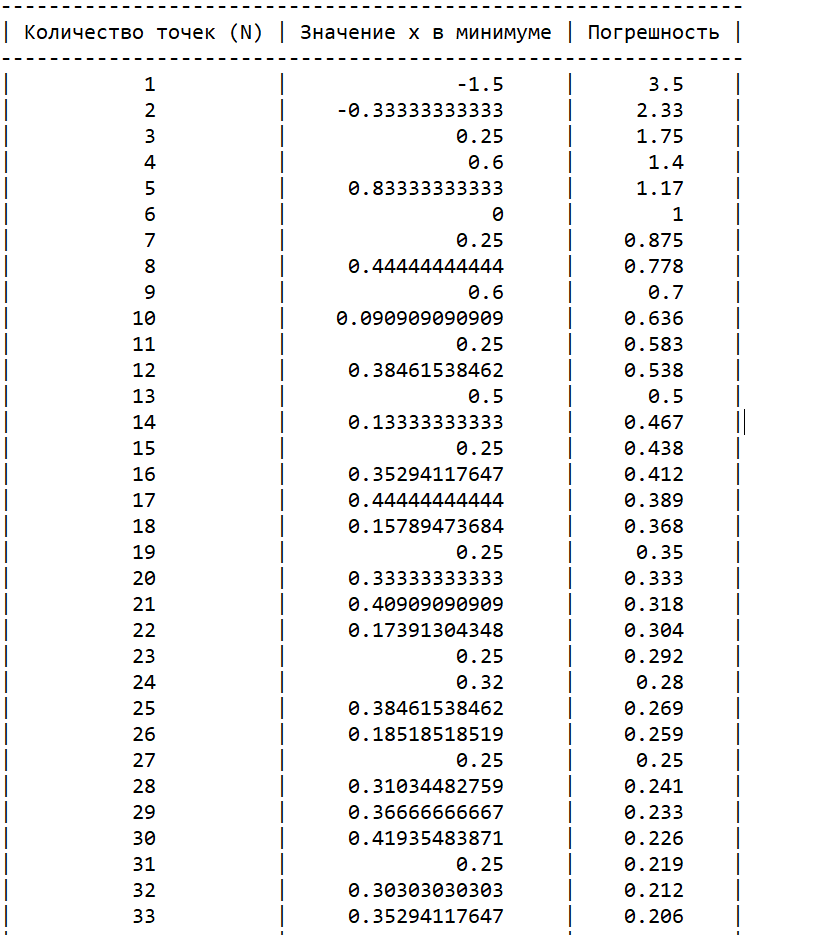 | Количество точек (N) | Значение x в минимуме | Погрешность |
| 1 | -1.5 | 3.5 |
| 2 | -0.33333333333 | 2.33 |
| 3 | 0.25 | 1.75 |
| 4 | 0.6 | 1.4 |
| 5 | 0.83333333333 | 1.17 |
| 6 | 0 | 1 |
| 7 | 0.25 | 0.875 |
| 8 | 0.44444444444 | 0.778 |
| 9 | 0.6 | 0.7 |
| 10 | 0.090909090909 | 0.636 |
| 11 | 0.25 | 0.583 |
| 12 | 0.38461538462 | 0.538 |
| 13 | 0.5 | 0.5 |
| 14 | 0.13333333333 | 0.467 |
| 15 | 0.25 | 0.438 |
| 16 | 0.35294117647 | 0.412 |
| 17 | 0.44444444444 | 0.389 |
| 18 | 0.15789473684 | 0.368 |
| 19 | 0.25 | 0.35 |
| 20 | 0.33333333333 | 0.333 |
| 21 | 0.40909090909 | 0.318 |
| 22 | 0.17391304348 | 0.304 |
| 23 | 0.25 | 0.292 |
| 24 | 0.32 | 0.28 |
| 25 | 0.38461538462 | 0.269 |
| 26 | 0.18518518519 | 0.259 |
| 27 | 0.25 | 0.25 |
| 28 | 0.31034482759 | 0.241 |
| 29 | 0.36666666667 | 0.233 |
| 30 | 0.41935483871 | 0.226 |
| 31 | 0.25 | 0.219 |
| 32 | 0.30303030303 | 0.212 |
| 33 | 0.35294117647 | 0.206 |